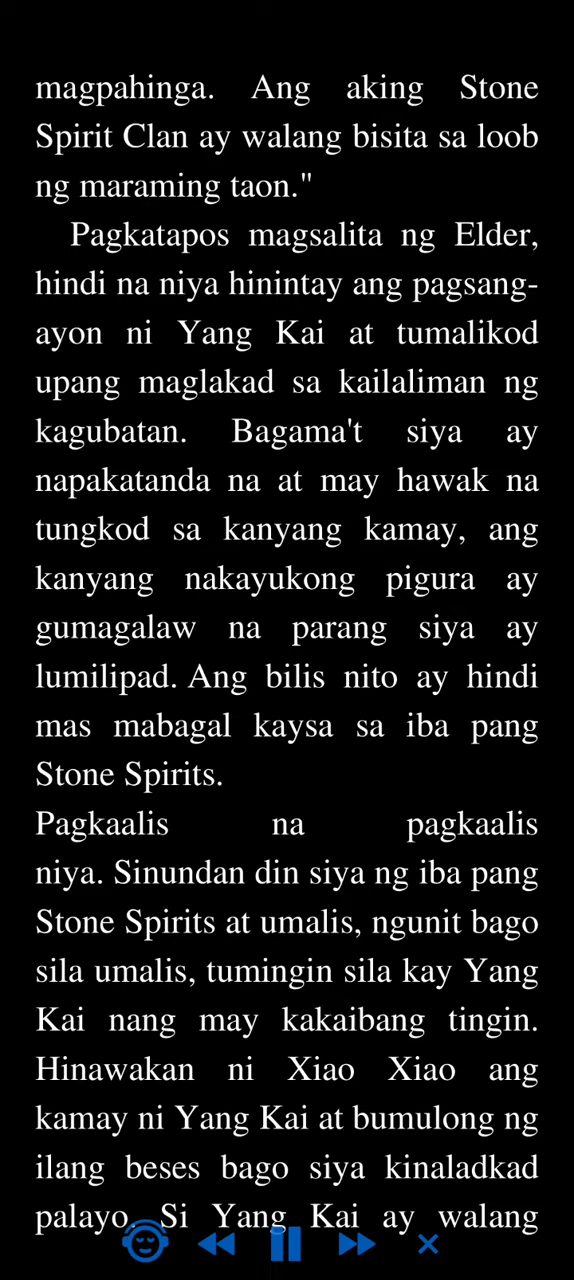 magpahinga. Ang aking Stone
Spirit Clan ay walang bisita sa loob
ng maraming taon."
Pagkatapos magsalita ng Elder,
hindi na niya hinintay ang pagsang-
ayon ni Yang Kai at tumalikod
upang maglakad sa kailaliman ng
kagubatan. Bagama't siya ay
napakatanda na at may hawak na
tungkod sa kanyang kamay, ang
kanyang nakayukong pigura ay
gumagalaw na parang siya ay
lumilipad. Ang bilis nito ay hindi
mas mabagal kaysa sa iba pang
Stone Spirits.
Pagkaalis na pagkaalis
niya. Sinundan din siya ng iba pang
Stone Spirits at umalis, ngunit bago
sila umalis, tumingin sila kay Yang
Kai nang may kakaibang tingin.
Hinawakan ni Xiao Xiao ang
kamay ni Yang Kai at bumulong ng
ilang beses bago siya kinaladkad
palayo. Si Yang Kai ay walang